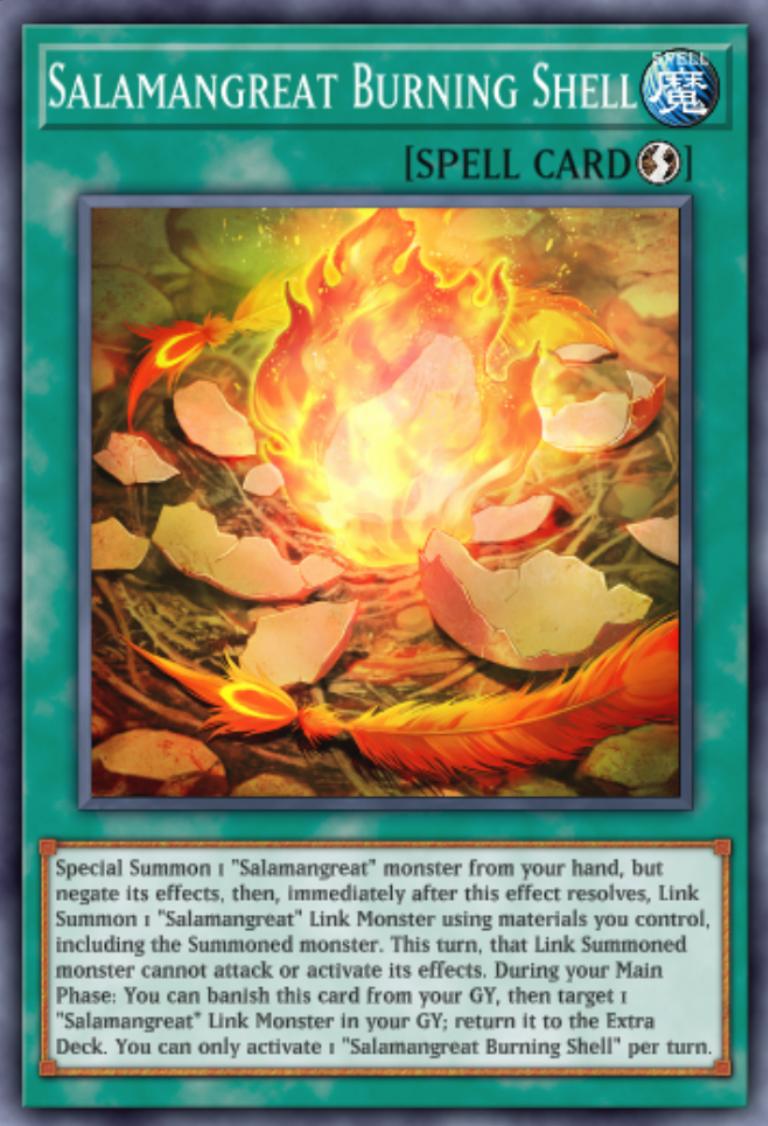 Salamangreat Burning Shell
SPELL
魔
[SPELL CARD]
Special Summon 1 "Salamangreat" monster from your hand, but
negate its effects, then, immediately after this effect resolves, Link
Summon 1 "Salamangreat" Link Monster using materials you control,
including the Summoned monster. This turn, that Link Summoned
monster cannot attack or activate its effects. During your Main
Phase: You can banish this card from your GY, then target 1
"Salamangreat" Link Monster in your GY; return it to the Extra
Deck. You can only activate 1 "Salamangreat Burning Shell" per turn.